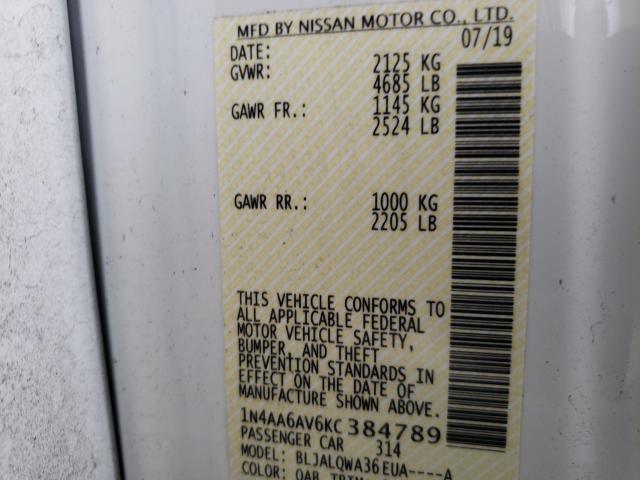 MFD BY NISSAN MOTOR CO., LTD.
DATE: 07/19
GVWR: 2125 KG
4685 LB
GAWR FR.: 1145 KG
2524 LB
GAWR RR.: 1000 KG
2205 LB
THIS VEHICLE CONFORMS TO
ALL APPLICABLE FEDERAL
MOTOR VEHICLE SAFETY,
BUMPER, AND THEFT
PREVENTION STANDARDS IN
EFFECT ON THE DATE OF
MANUFACTURE SHOWN ABOVE.
1N4AA6AV6KC384789
PASSENGER CAR 314
MODEL: BLJALQWA36EUA----A
COLOR: QAB